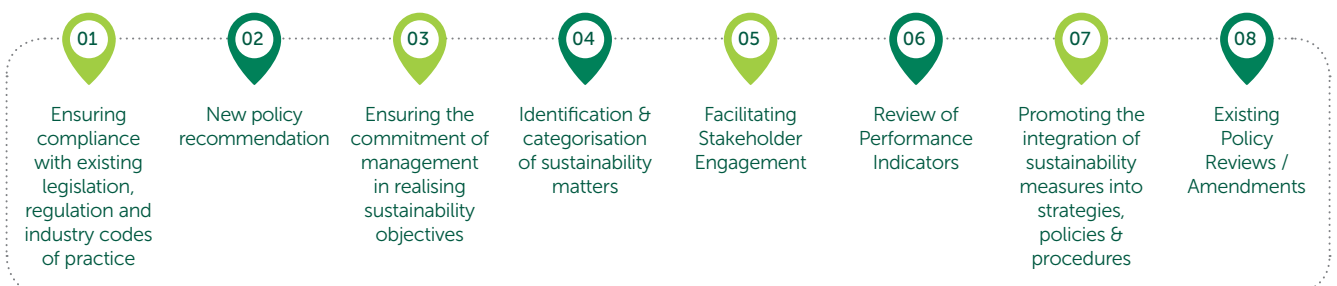 01
Ensuring
compliance
with existing
legislation,
regulation and
industry codes
of practice
02
New policy
recommendation
03
Ensuring the
commitment of
management
in realising
sustainability
objectives
04
Identification &
categorisation
of sustainability
matters
05
Facilitating
Stakeholder
Engagement
06
Review of
Performance
Indicators
07
Promoting the
integration of
sustainability
measures into
strategies,
policies &
procedures
08
Existing
Policy
Reviews /
Amendments